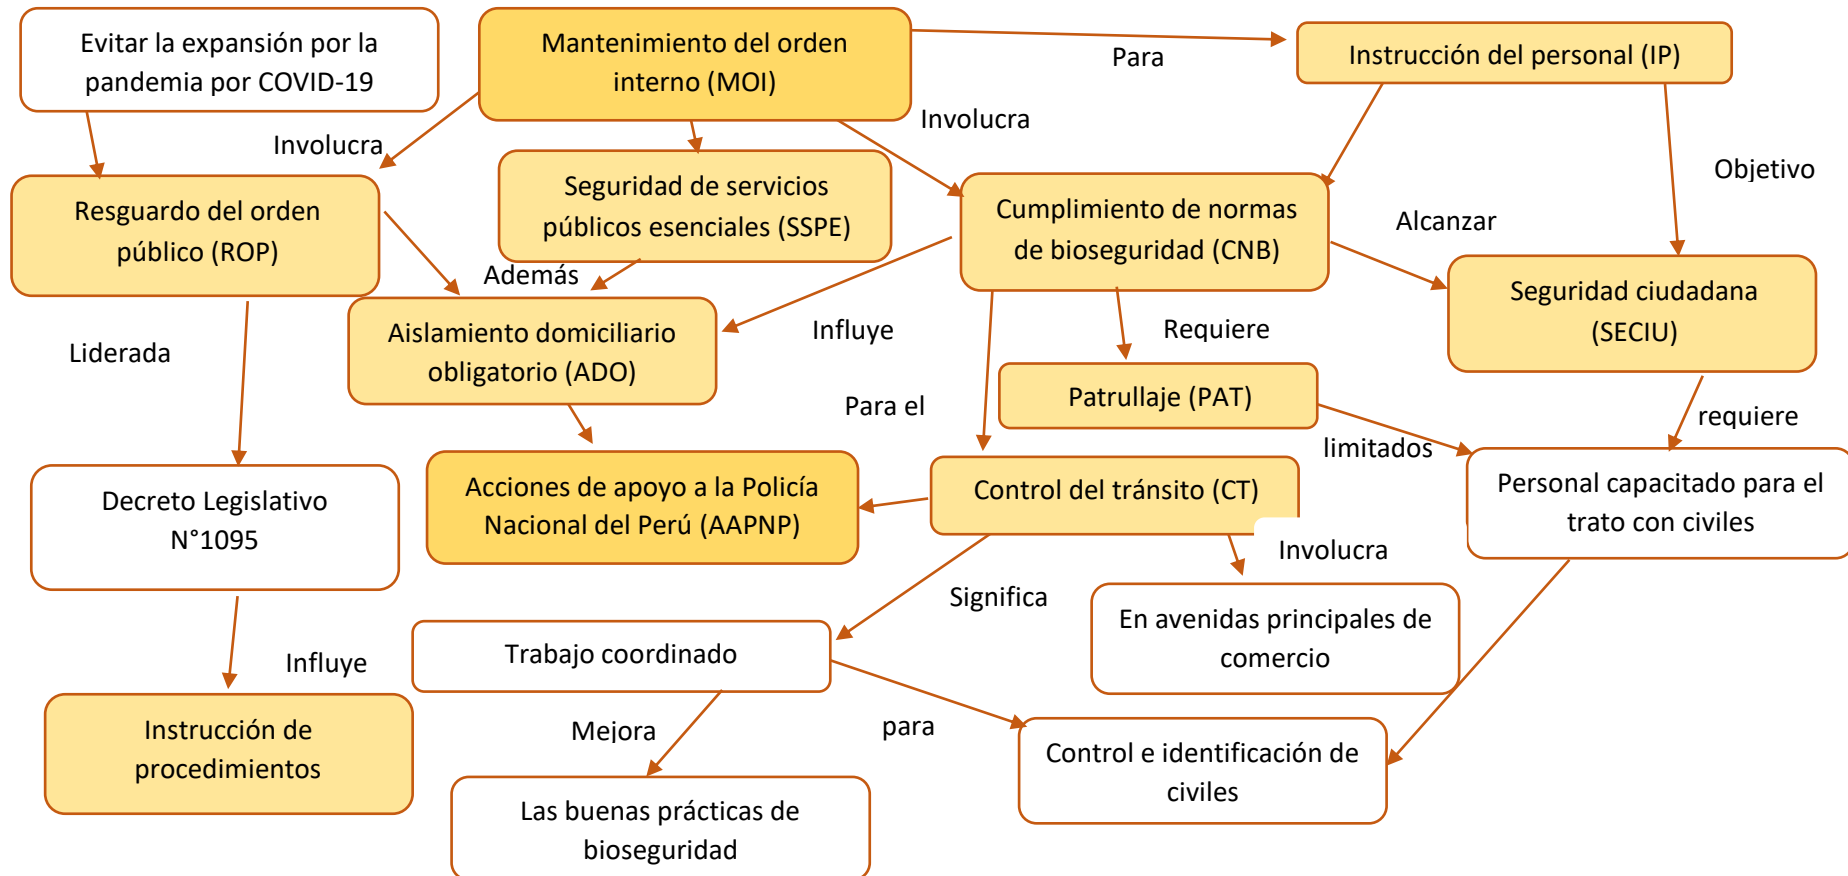 Evitar la expansión por la
pandemia por COVID-19
Mantenimiento del orden
interno (MOI)
Para
Instrucción del personal (IP)
Involucra
Involucra
Objetivo
Resguardo del orden
público (ROP)
Seguridad de servicios
públicos esenciales (SSPE)
Cumplimiento de normas
de bioseguridad (CNB)
Alcanzar
Además
Seguridad ciudadana
(SECIU)
Liderada
Aislamiento domiciliario
obligatorio (ADO)
Influye
Requiere
Patrullaje (PAT)
Para el
limitados
requiere
Decreto Legislativo
N°1095
Acciones de apoyo a la Policía
Nacional del Perú (AAPNP)
Control del tránsito (CT)
Personal capacitado para el
trato con civiles
Involucra
Significa
En avenidas principales de
comercio
Influye
Trabajo coordinado
Instrucción de
procedimientos
Mejora
para
Control e identificación de
civiles
Las buenas prácticas de
bioseguridad